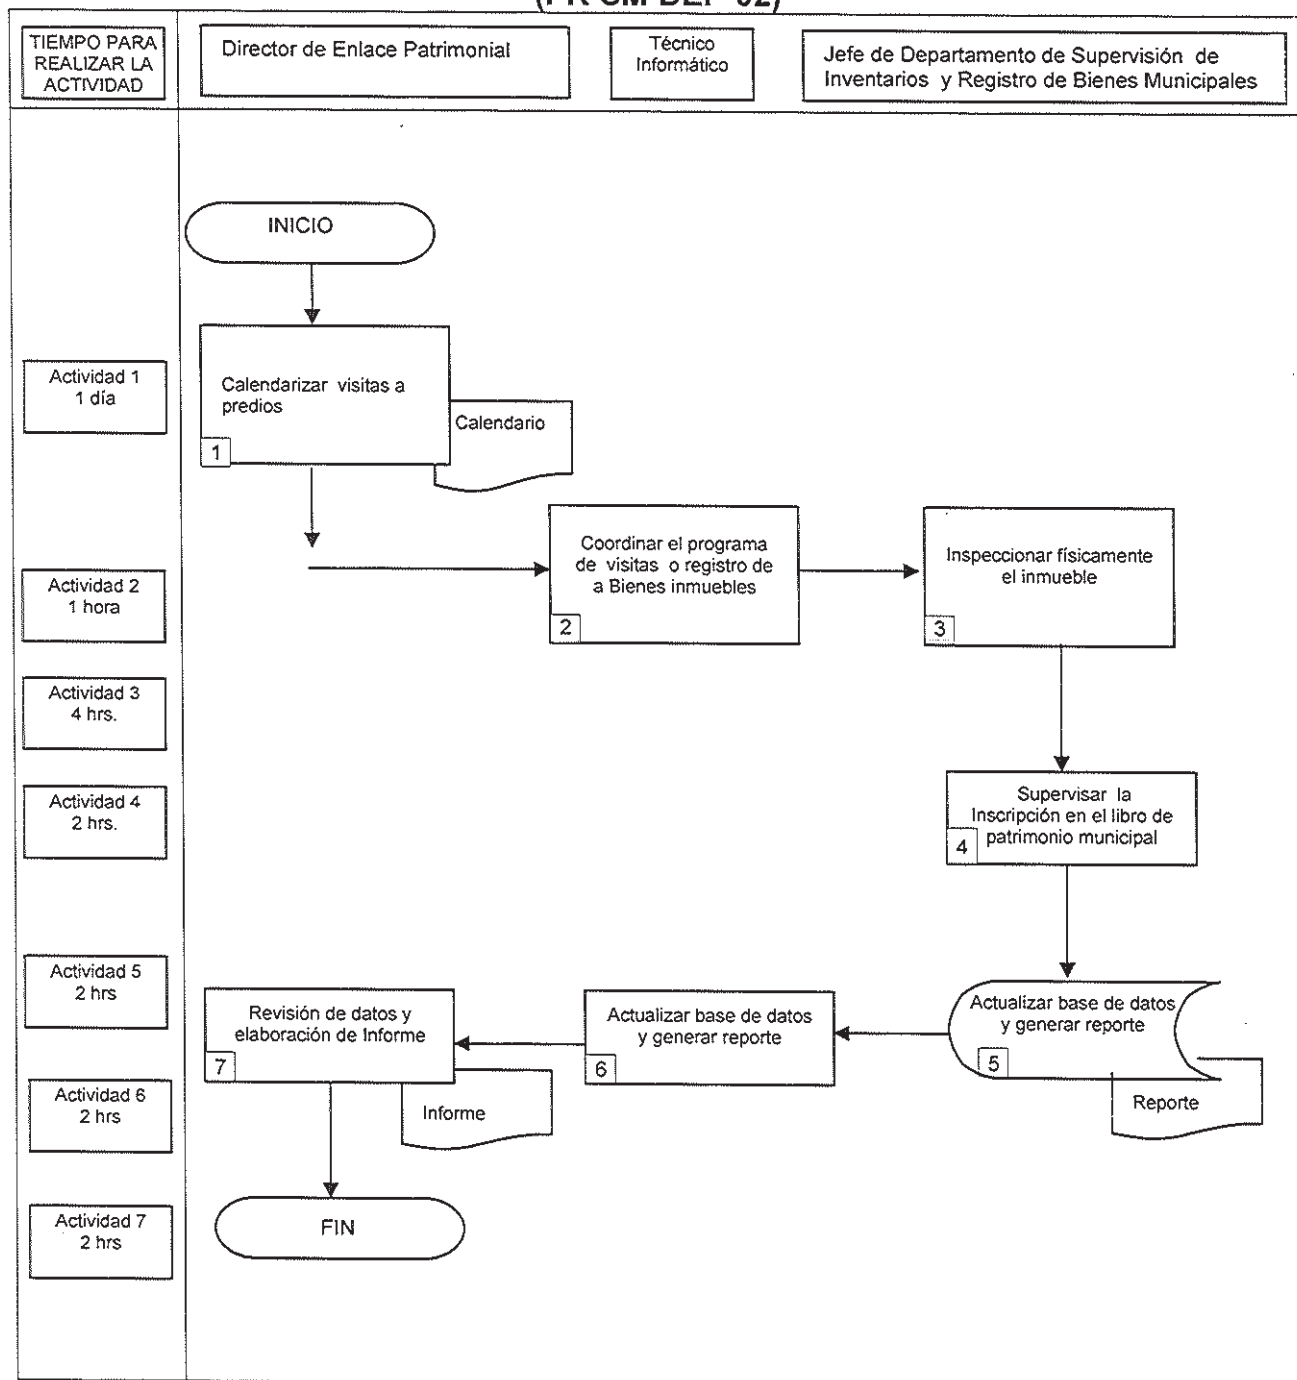 TIEMPO PARA
REALIZAR LA
ACTIVIDAD
Director de Enlace Patrimonial
Técnico
Informático
Jefe de Departamento de Supervisión de
Inventarios y Registro de Bienes Municipales
INICIO
Actividad 1
1 día
Calendarizar visitas a
predios
1
Calendario
Actividad 2
1 hora
Coordinar el programa
de visitas o registro de
a Bienes inmuebles
2
Inspeccionar físicamente
el inmueble
3
Actividad 3
4 hrs.
Actividad 4
2 hrs.
Supervisar la
Inscripción en el libro de
patrimonio municipal
4
Actividad 5
2 hrs
Revisión de datos y
elaboración de Informe
7
Informe
Actualizar base de datos
y generar reporte
6
Actualizar base de datos
y generar reporte
5
Reporte
Actividad 6
2 hrs
Actividad 7
2 hrs
FIN